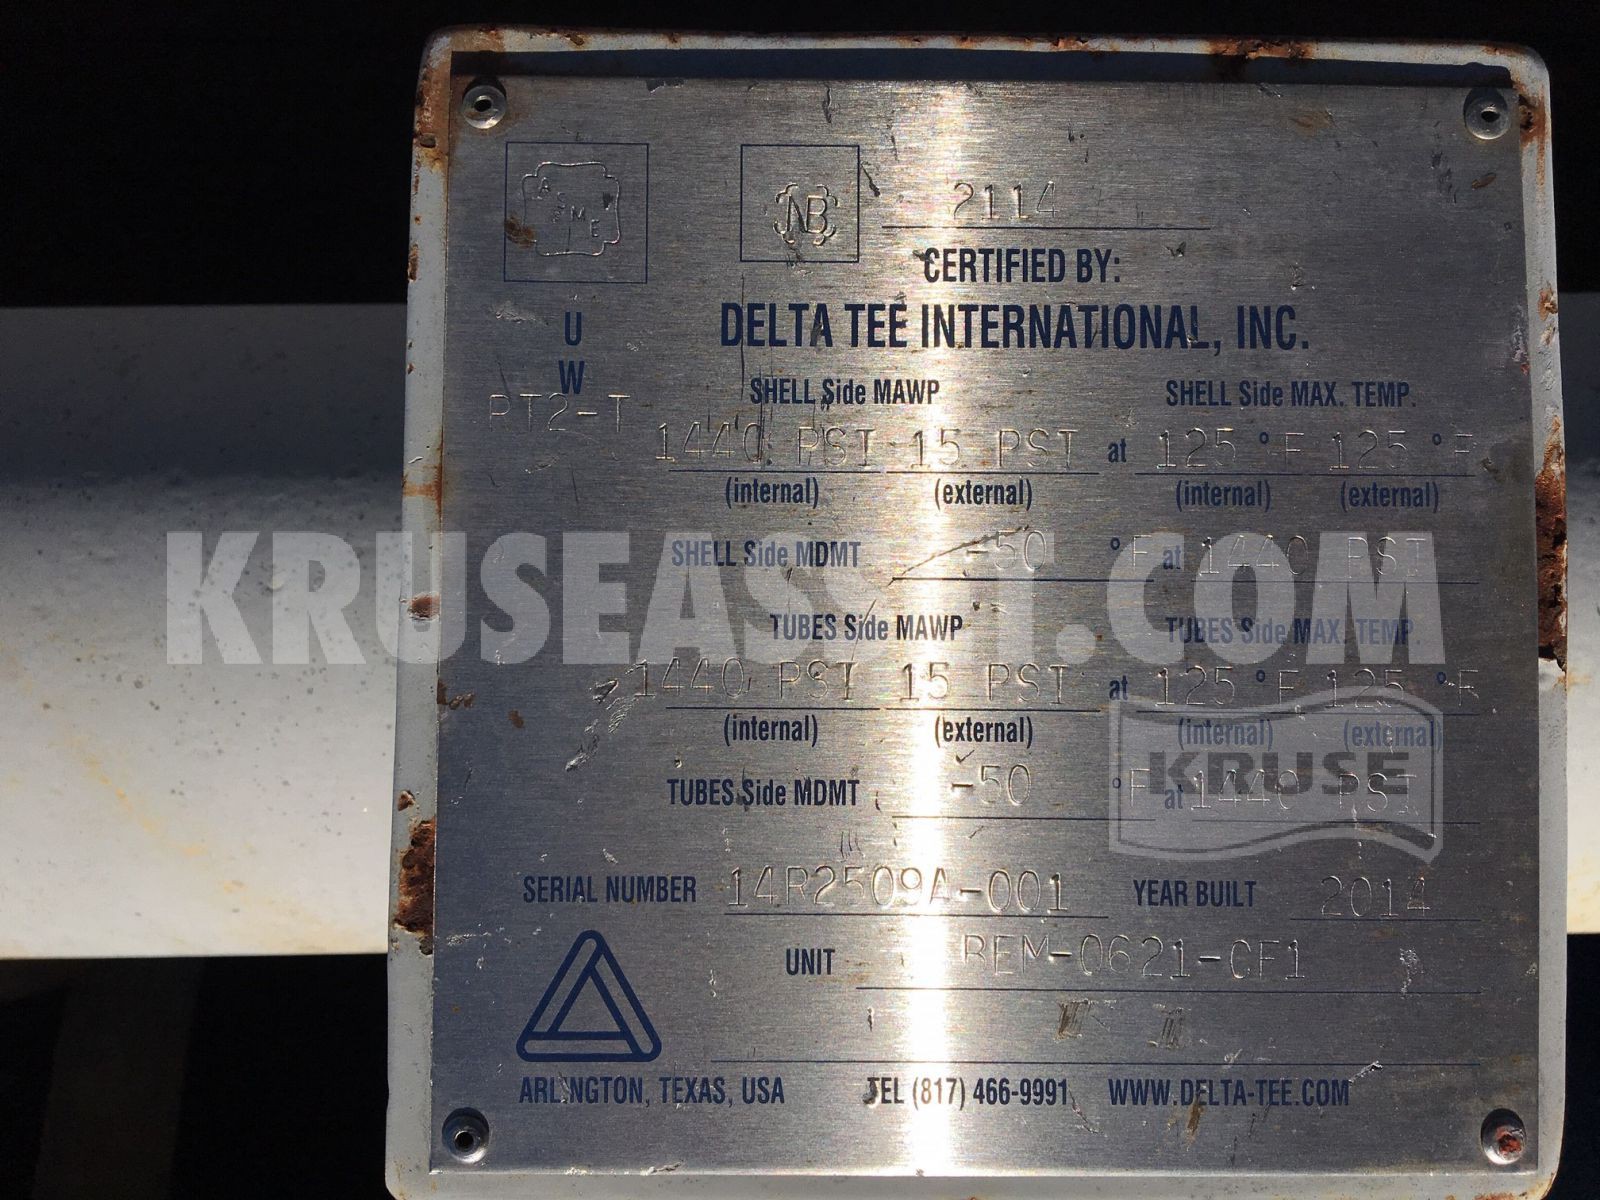 ASME
NB 2114
CERTIFIED BY:
U
DELTA TEE INTERNATIONAL, INC.
W
SHELL Side MAWP SHELL Side MAX. TEMP.
RT2-T
1440 PSI 15 PSI at 125 °F 125 °F
(internal) (external) (internal) (external)
SHELL Side MDMT -50 °F at 1440 PSI
KRUSEASSET.COM
TUBES Side MAWP TUBES Side MAX. TEMP.
1440 PSI 15 PSI at 125 °F 125 °F
(internal) (external) (internal) (external)
KRUSE
TUBES Side MDMT -50 °F at 1440 PSI
SERIAL NUMBER 14R2509A-001 YEAR BUILT 2014
UNIT REM-0621-CF1
ARLINGTON, TEXAS, USA TEL (817) 466-9991 WWW.DELTA-TEE.COM